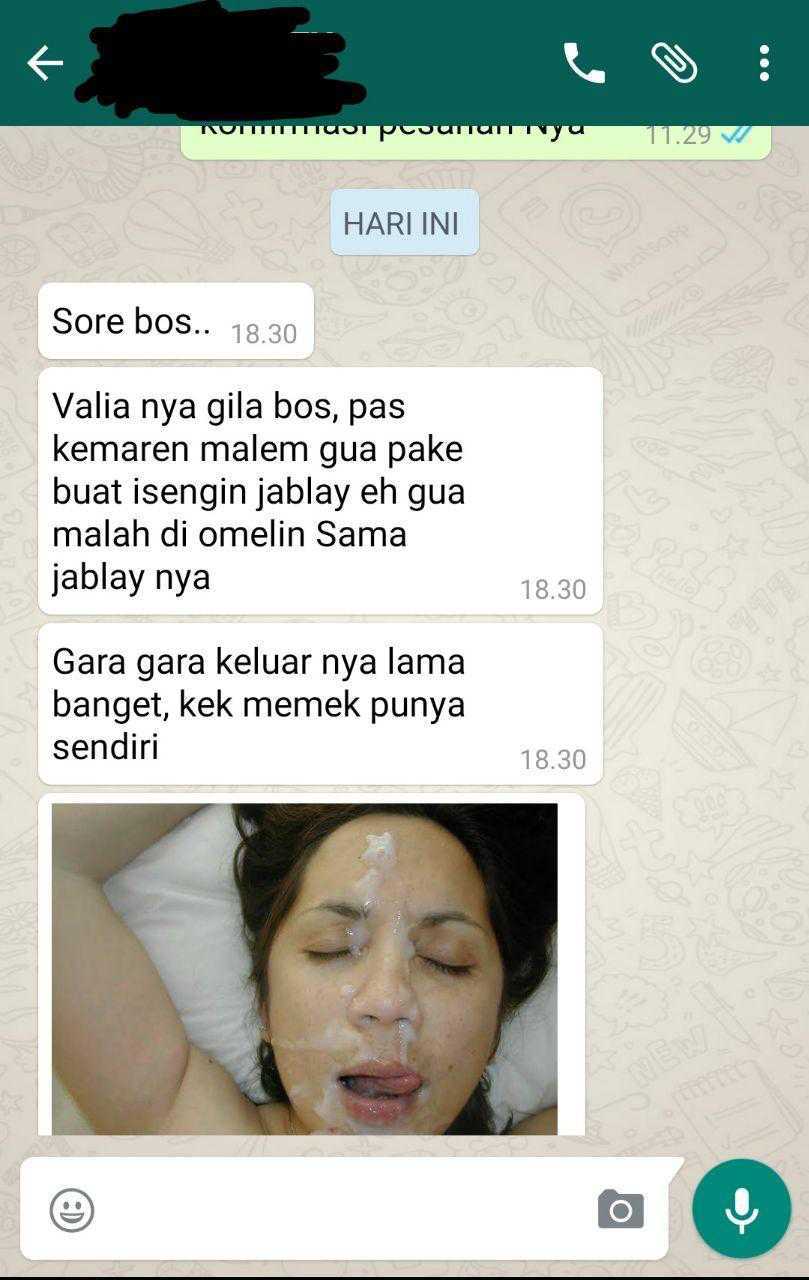 konfirmasi pesanan Nya 11.29
HARI INI
Sore bos.. 18.30
Valia nya gila bos, pas
kemaren malem gua pake
buat isengin jablay eh gua
malah di omelin Sama
jablay nya 18.30
Gara gara keluar nya lama
banget, kek memek punya
sendiri 18.30